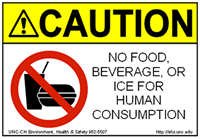 CAUTION
NO FOOD,
BEVERAGE, OR
ICE FOR
HUMAN
CONSUMPTION
UNC-CH Environment, Health & Safety 962-5507 http://ehs.unc.edu